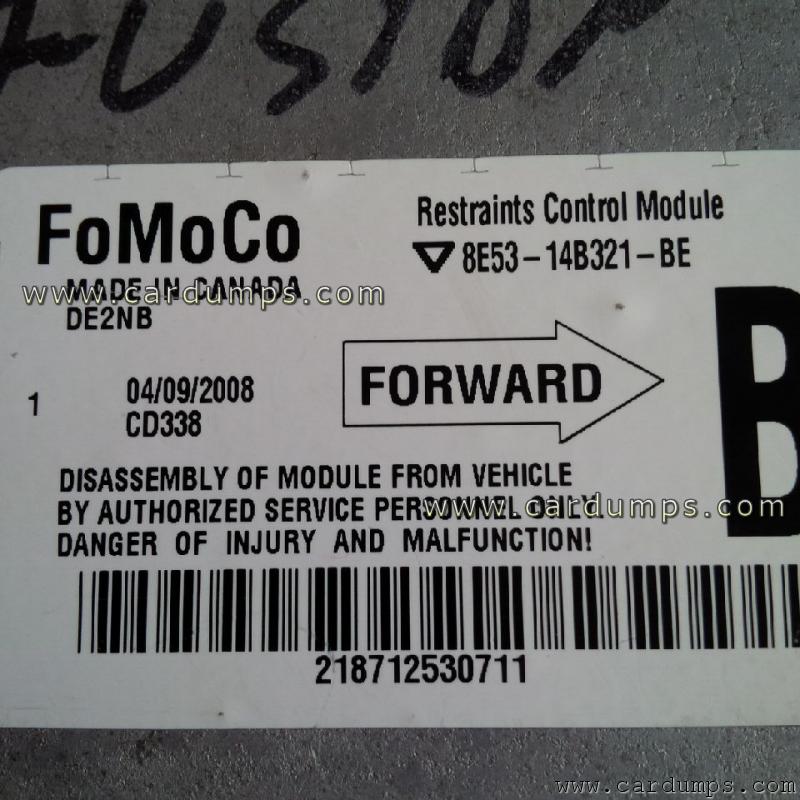 FUSION
FoMoCo
Restraints Control Module
8E53-14B321-BE
MADE IN CANADA
www.cardumps.com
DE2NB
B
FORWARD
1
04/09/2008
CD338
DISASSEMBLY OF MODULE FROM VEHICLE
BY AUTHORIZED SERVICE PERSONNEL ONLY.
www.cardumps.com
DANGER OF INJURY AND MALFUNCTION!
218712530711
www.cardumps.com